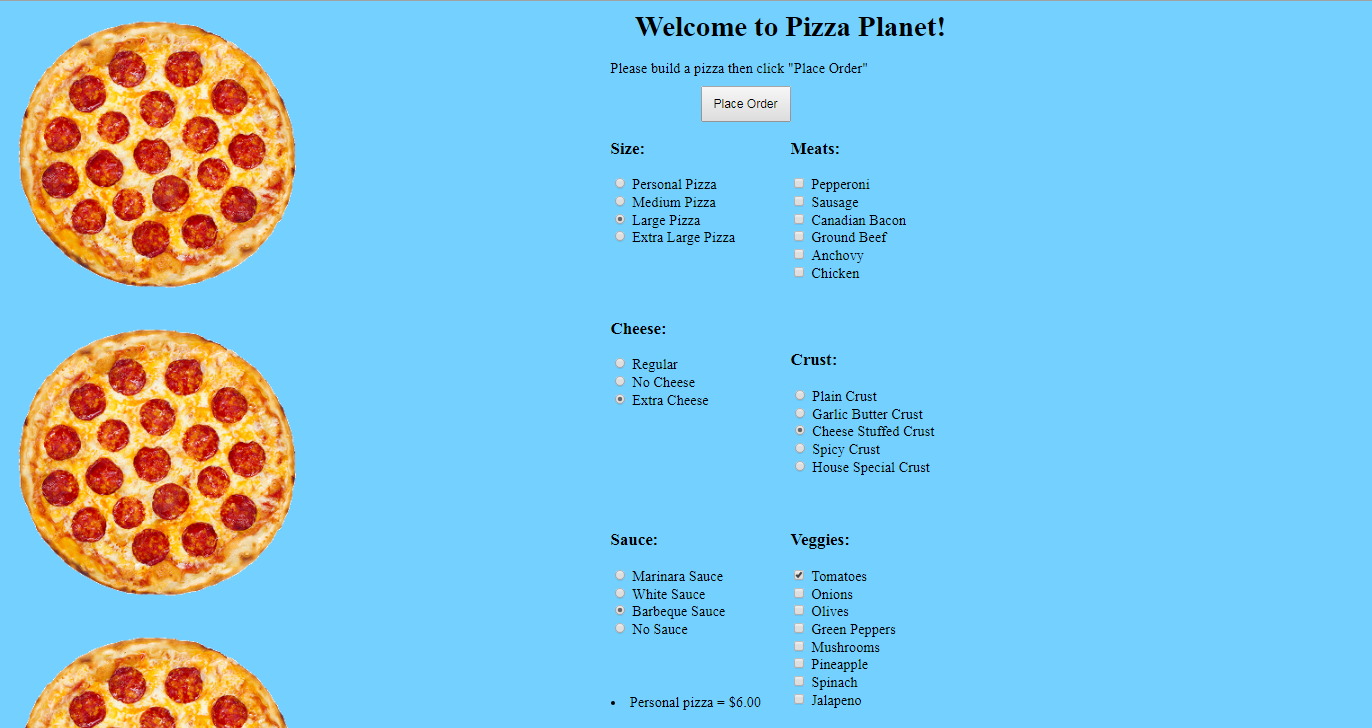 Welcome to Pizza Planet!
Please build a pizza then click "Place Order"
Place Order
Size:
Personal Pizza
Medium Pizza
Large Pizza
Extra Large Pizza
Meats:
Pepperoni
Sausage
Canadian Bacon
Ground Beef
Anchovy
Chicken
Cheese:
Regular
No Cheese
Extra Cheese
Crust:
Plain Crust
Garlic Butter Crust
Cheese Stuffed Crust
Spicy Crust
House Special Crust
Sauce:
Marinara Sauce
White Sauce
Barbeque Sauce
No Sauce
Veggies:
Tomatoes
Onions
Olives
Green Peppers
Mushrooms
Pineapple
Spinach
Jalapeno
• Personal pizza = $6.00